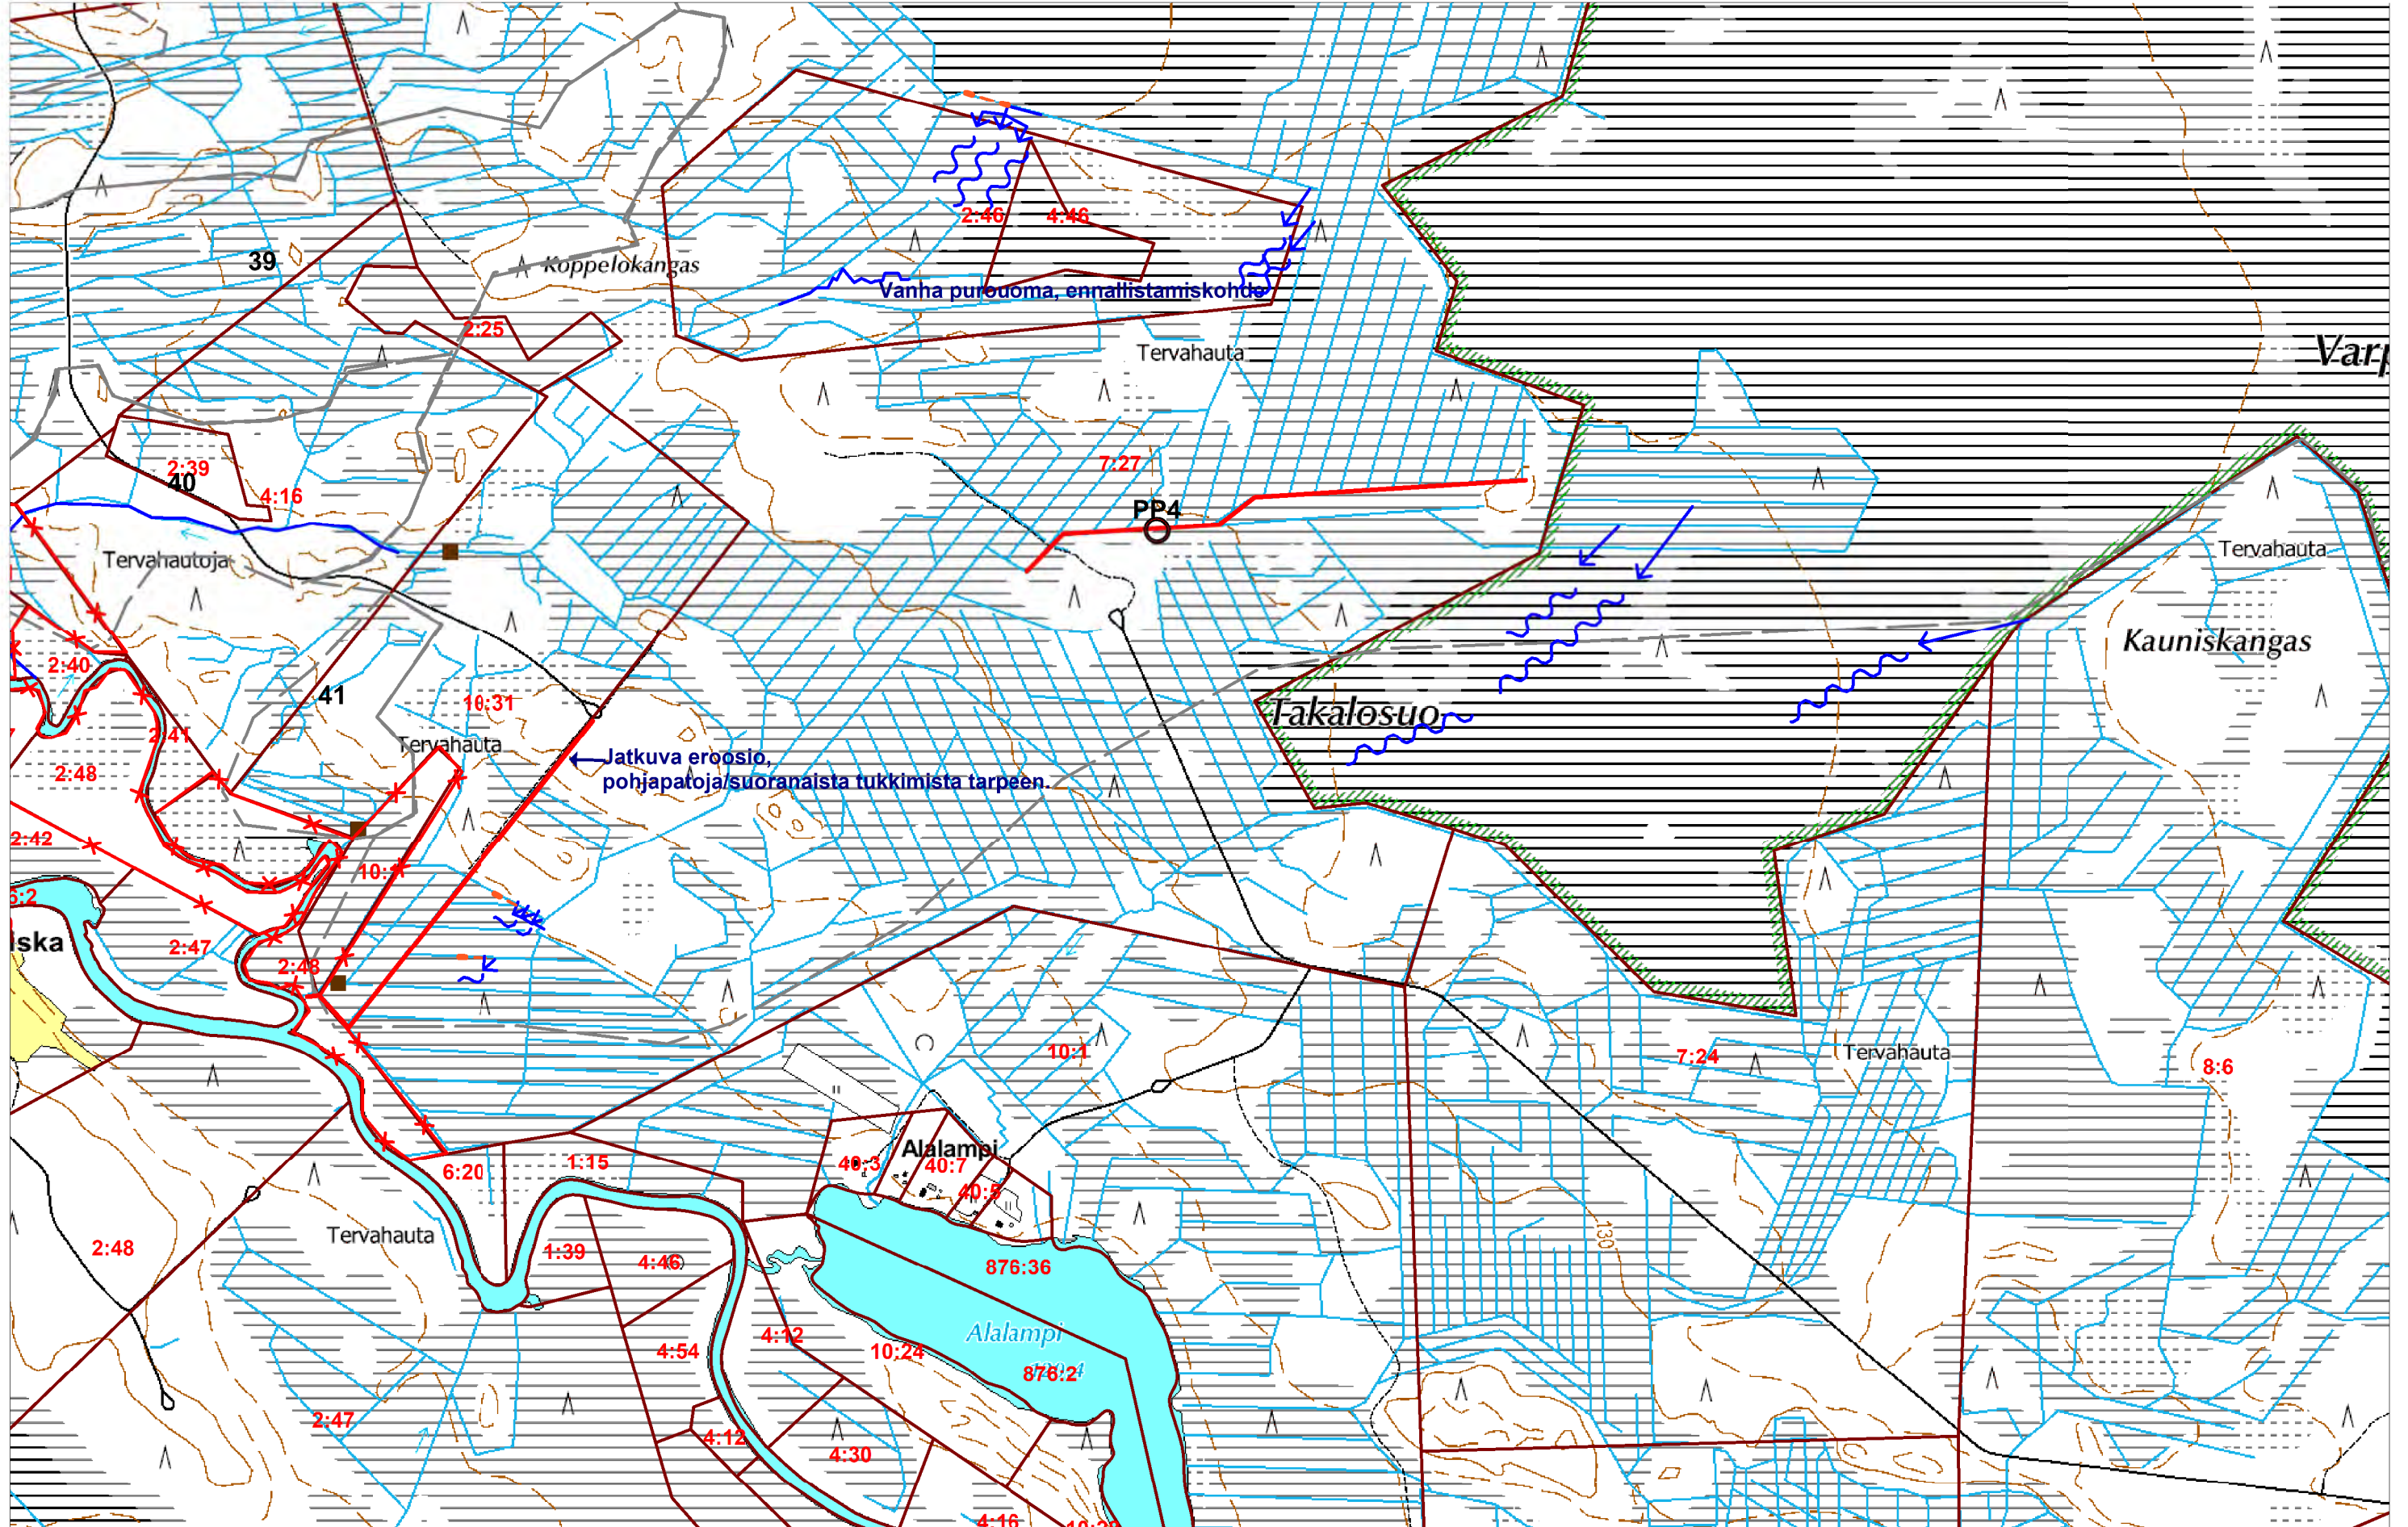 2:46
4:46
39
Koppelokangas
Vanha purouoma, ennallistamiskohde
2:25
Tervahauta
Varp
2:39
40
4:16
7:27
PP4
Tervahautoja
Tervahauta
Kauniskangas
2:40
41
10:31
Takalosuo
2:41
Tervahauta
Jatkuva eroosio,
pohjapatoja/suoranaista tukkimista tarpeen.
2:48
2:42
6:2
iska
2:47
2:48
10:1
7:24
Tervahauta
8:6
Alalampi
40:3
40:7
40:5
6:20
1:15
Tervahauta
130
2:48
1:39
4:46
876:36
Alalampi
4:54
4:12
10:24
876:2
2:47
4:12
4:30
4:16